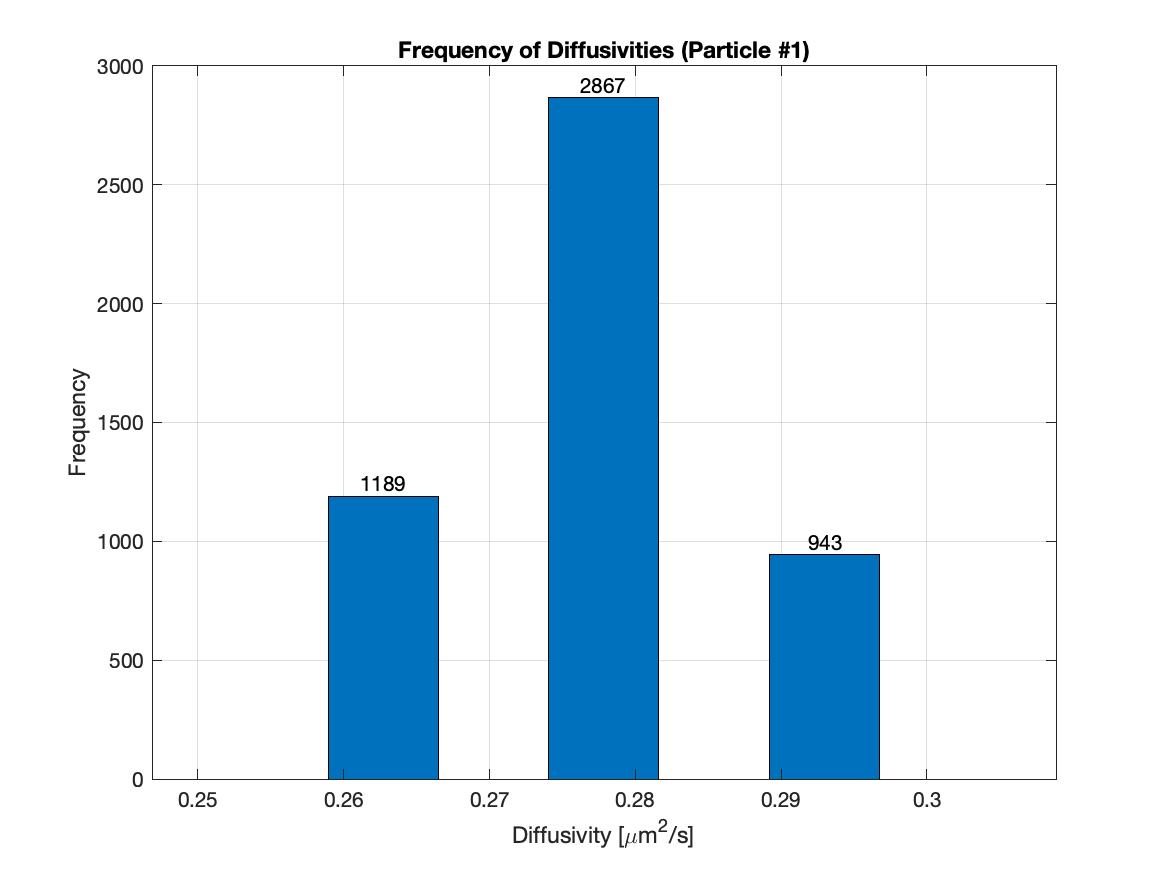 Frequency of Diffusivities (Particle #1)
3000
2867
2500
2000
1500
1189
1000
943
500
0
Frequency
0.25 0.26 0.27 0.28 0.29 0.3
Diffusivity [μm²/s]